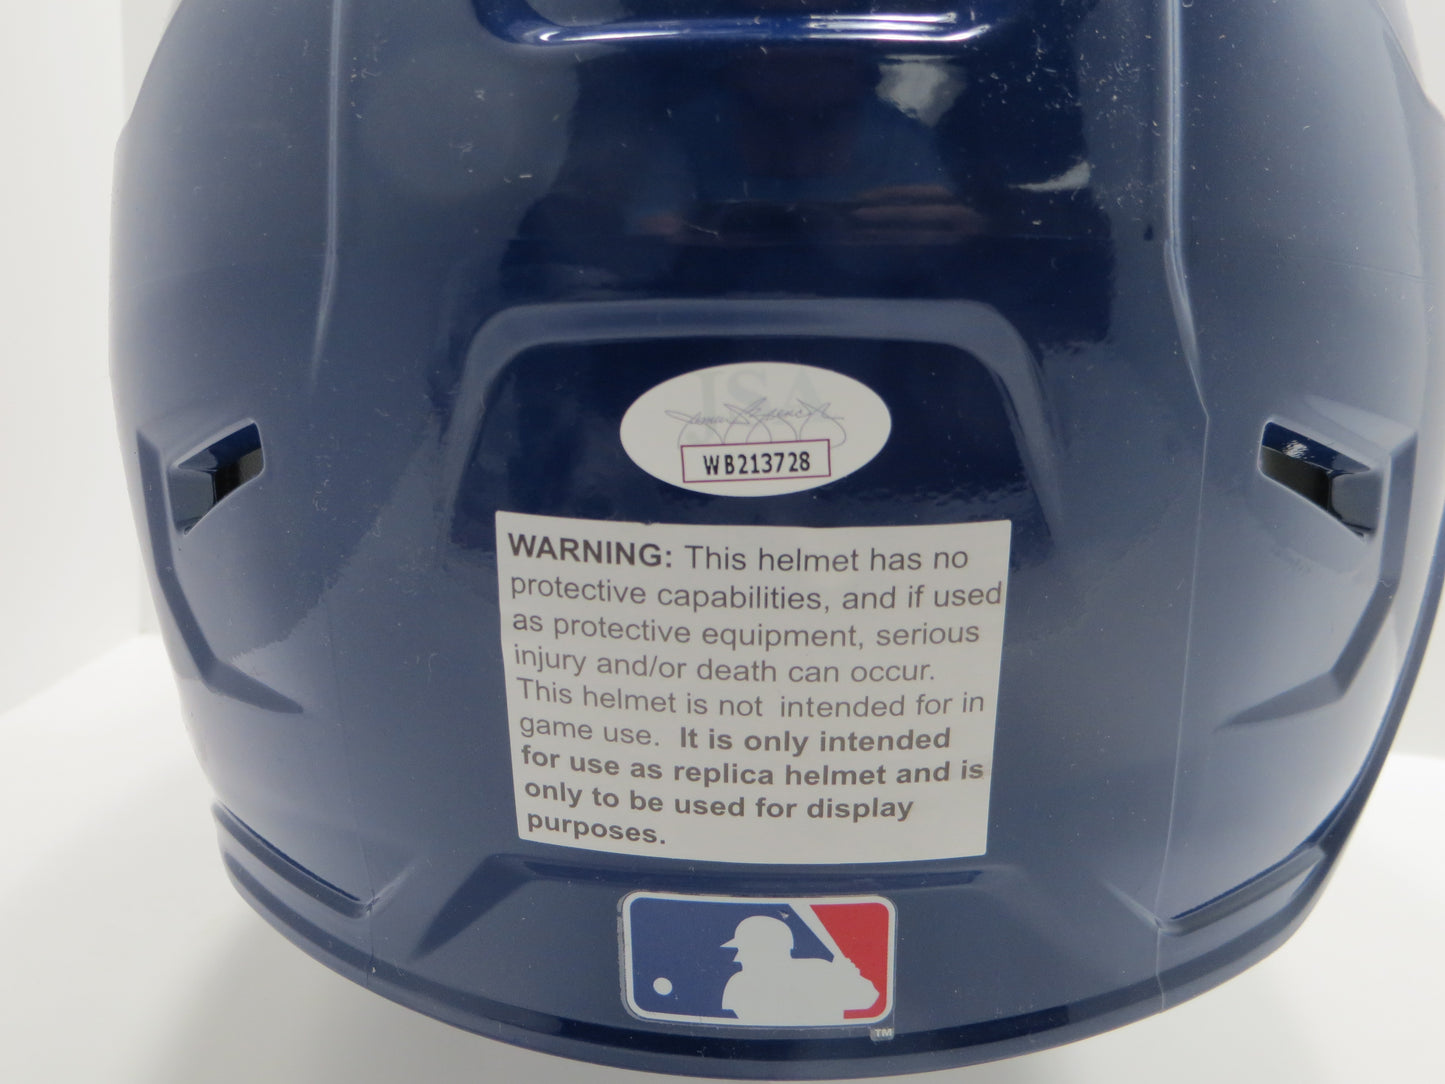 JSA
WB213728
WARNING: This helmet has no
protective capabilities, and if used
as protective equipment, serious
injury and/or death can occur.
This helmet is not intended for in
game use. It is only intended
for use as replica helmet and is
only to be used for display
purposes.
TM